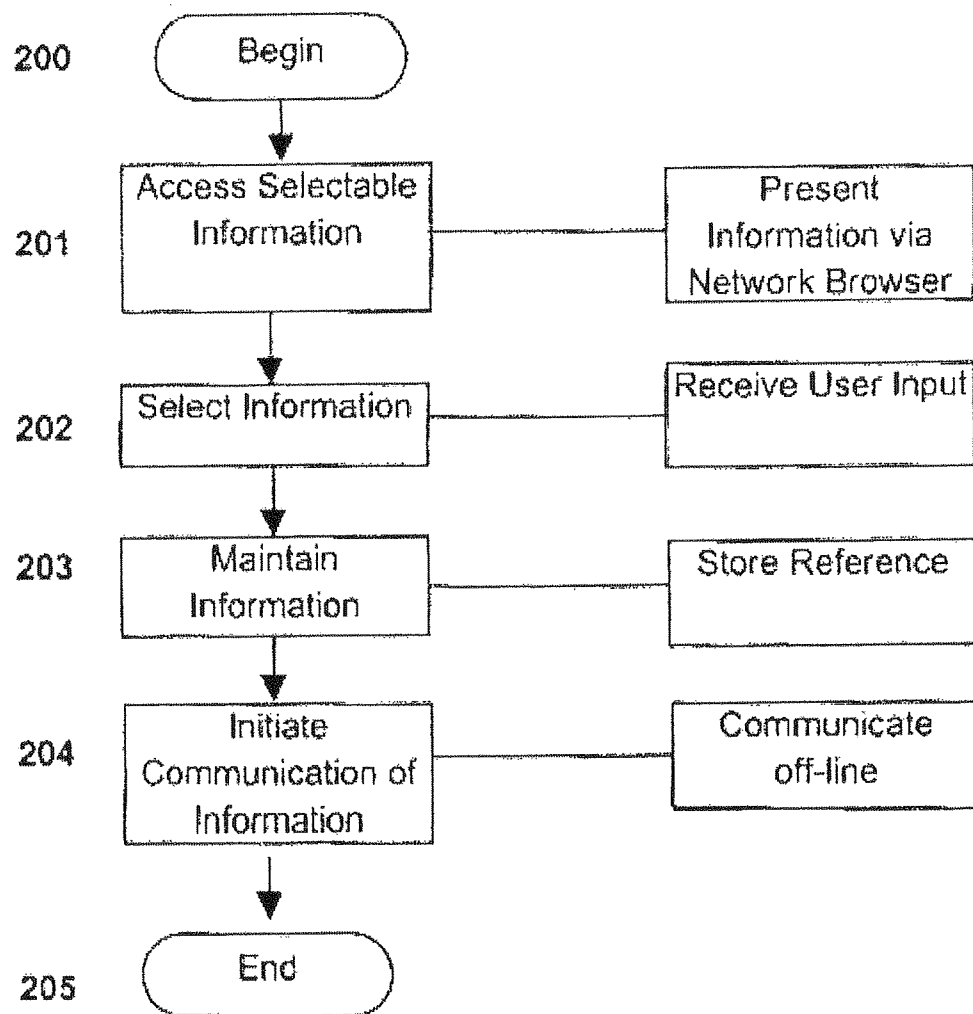 200
Begin
201
Access Selectable
Information
Present
Information via
Network Browser
202
Select Information
Receive User Input
203
Maintain
Information
Store Reference
204
Initiate
Communication of
Information
Communicate
off-line
205
End